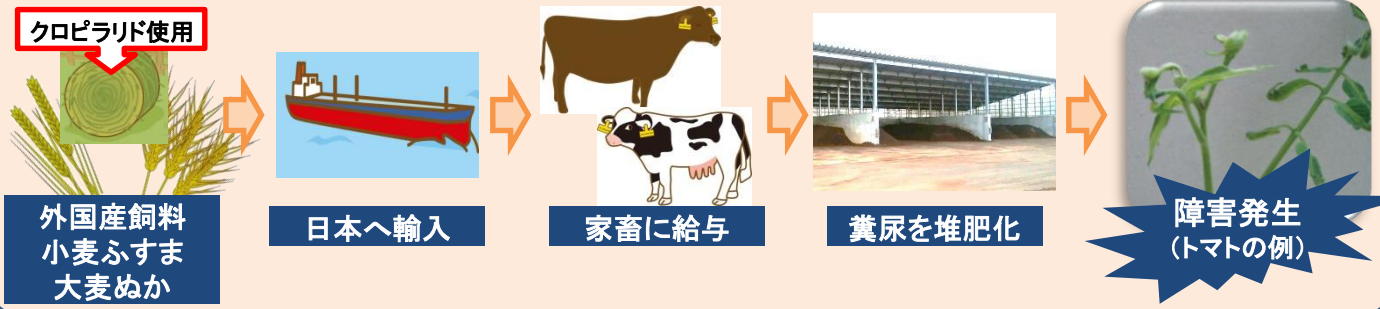 クロピラリド使用
外国産飼料
小麦ふすま
大麦ぬか
日本へ輸入
家畜に給与
糞尿を堆肥化
障害発生
（トマトの例）